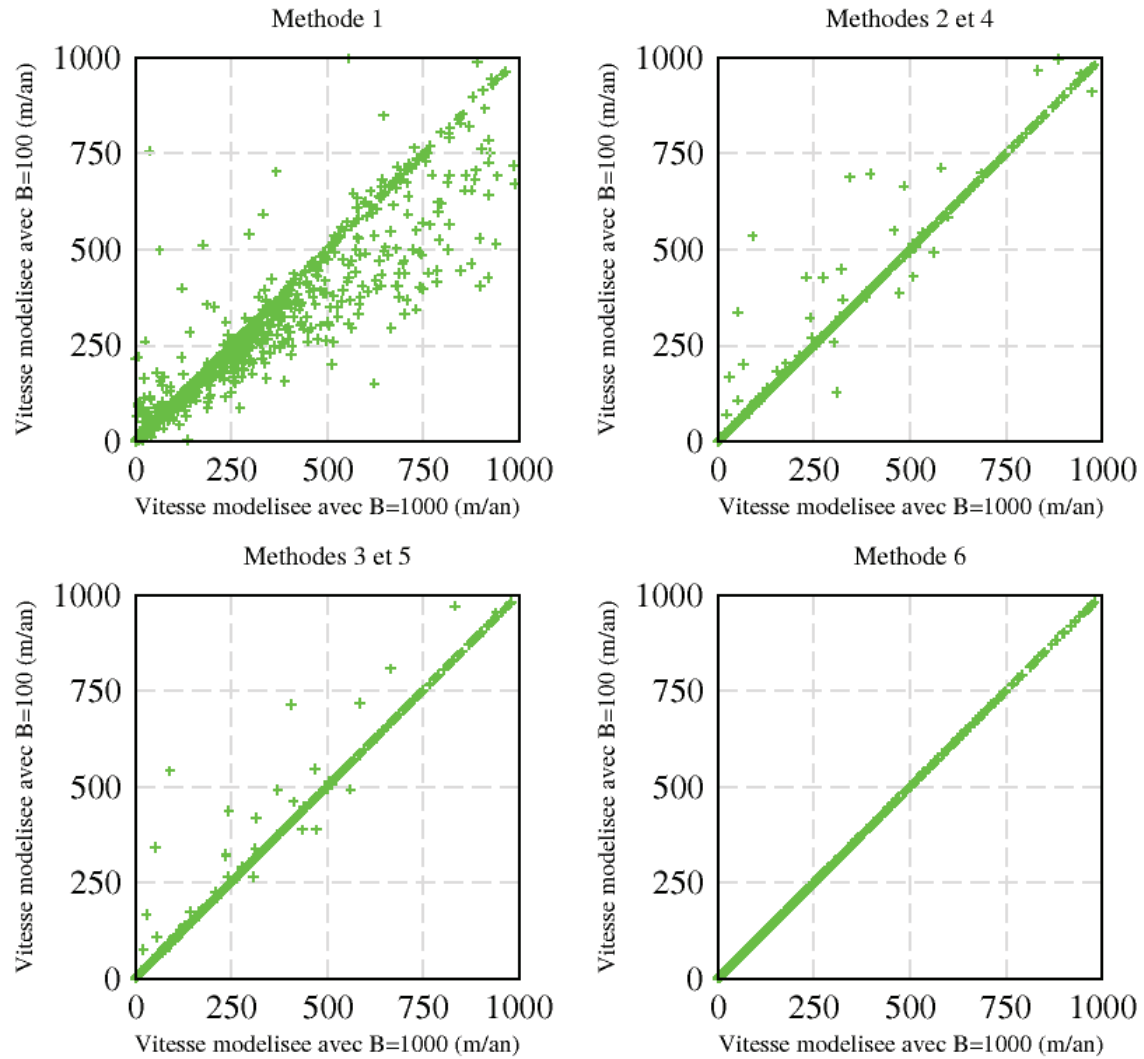 Methode 1
Vitesse modelisee avec B=100 (m/an)
1000
750
500
250
0
0 250 500 750 1000
Vitesse modelisee avec B=1000 (m/an)
Methodes 2 et 4
Vitesse modelisee avec B=100 (m/an)
1000
750
500
250
0
0 250 500 750 1000
Vitesse modelisee avec B=1000 (m/an)
Methodes 3 et 5
Vitesse modelisee avec B=100 (m/an)
1000
750
500
250
0
0 250 500 750 1000
Vitesse modelisee avec B=1000 (m/an)
Methode 6
Vitesse modelisee avec B=100 (m/an)
1000
750
500
250
0
0 250 500 750 1000
Vitesse modelisee avec B=1000 (m/an)